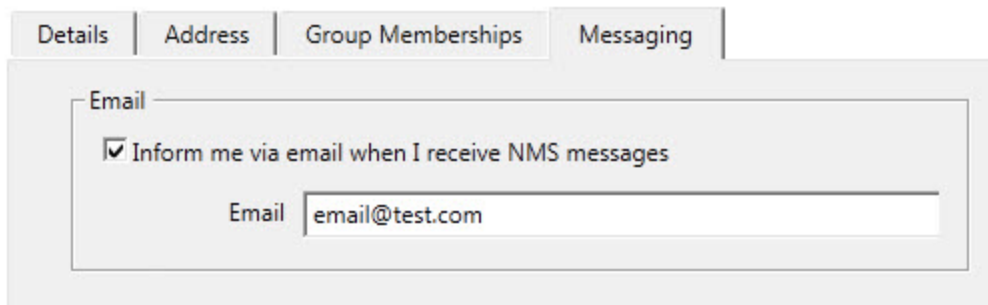 Details Address Group Memberships Messaging
Email
Inform me via email when I receive NMS messages
Email email@test.com